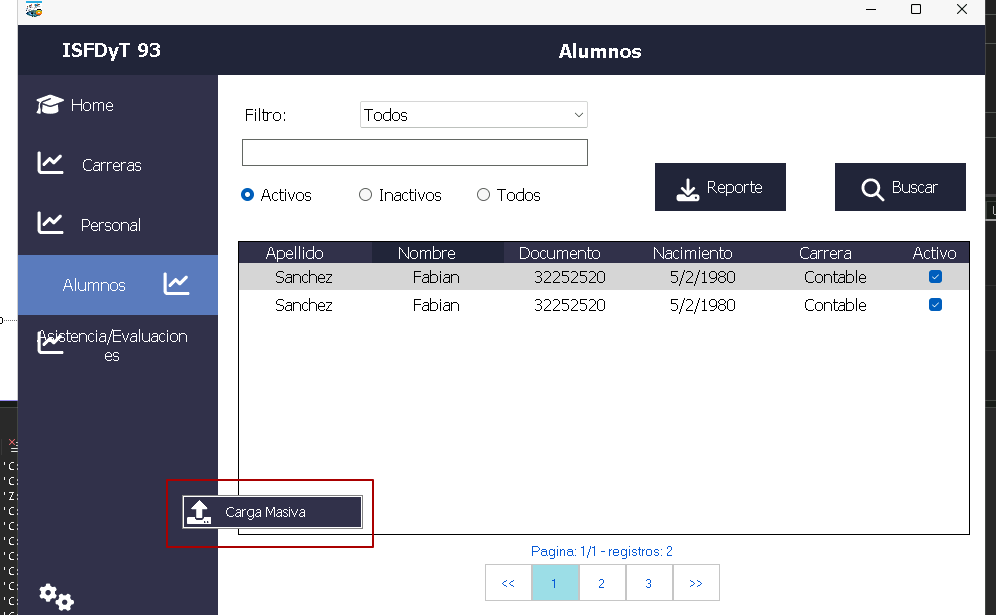 ISFDyT 93
Alumnos
Home
Carreras
Personal
Alumnos
Asistencia/Evaluacion
es
Filtro:
Todos
Activos
Inactivos
Todos
Reporte
Buscar
Apellido Nombre Documento Nacimiento Carrera Activo
Sanchez Fabian 32252520 5/2/1980 Contable
Sanchez Fabian 32252520 5/2/1980 Contable
Carga Masiva
Pagina: 1/1 - registros: 2
<< 1 2 3 >>
'C:
'C:
'Z:
'C:
'C:
'C:
'C:
'C:
'C:
'C: